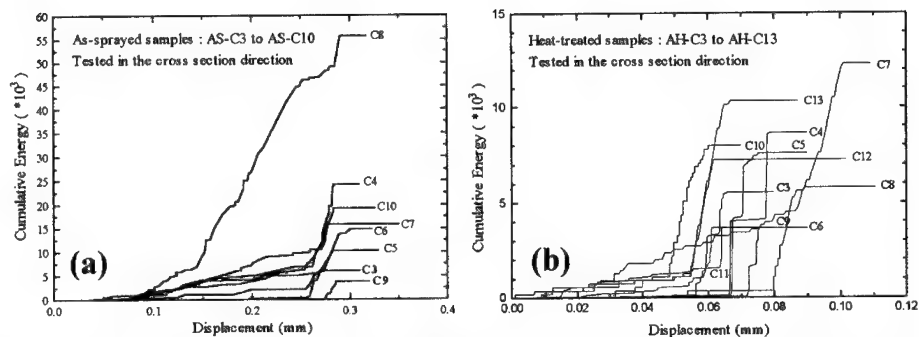 As-sprayed samples : AS-C3 to AS-C10
Tested in the cross section direction
Cumulative Energy ( *10³)
60
55
50
45
40
35
30
25
20
15
10
5
0
C8
C4
C10
C7
C6
C5
C3
C9
(a)
0.0
0.1
0.2
0.3
0.4
Displacement (mm)
Heat-treated samples : AH-C3 to AH-C13
Tested in the cross section direction
Cumulative Energy ( *10³)
15
10
5
0
C7
C13
C4
C10
C5
C12
C3
C8
C9
C6
C11
(b)
0.00
0.02
0.04
0.06
0.08
0.10
0.12
Displacement (mm)